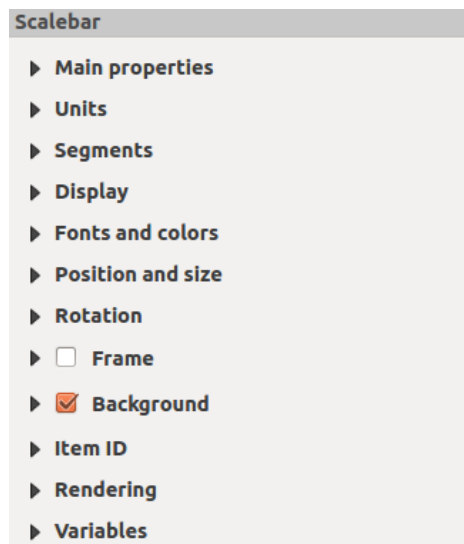 Scalebar
Main properties
Units
Segments
Display
Fonts and colors
Position and size
Rotation
Frame
Background
Item ID
Rendering
Variables